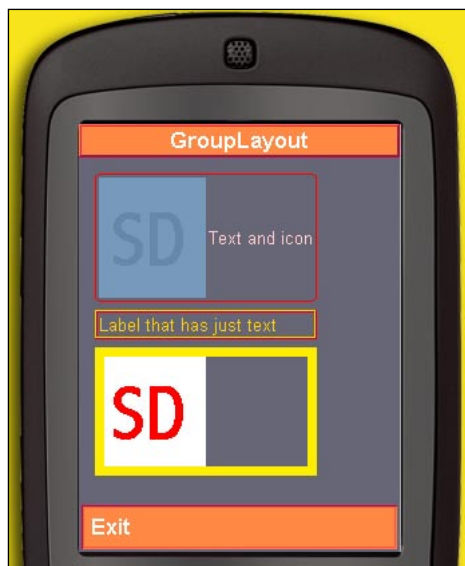 GroupLayout
SD
Text and icon
Label that has just text
SD
Exit